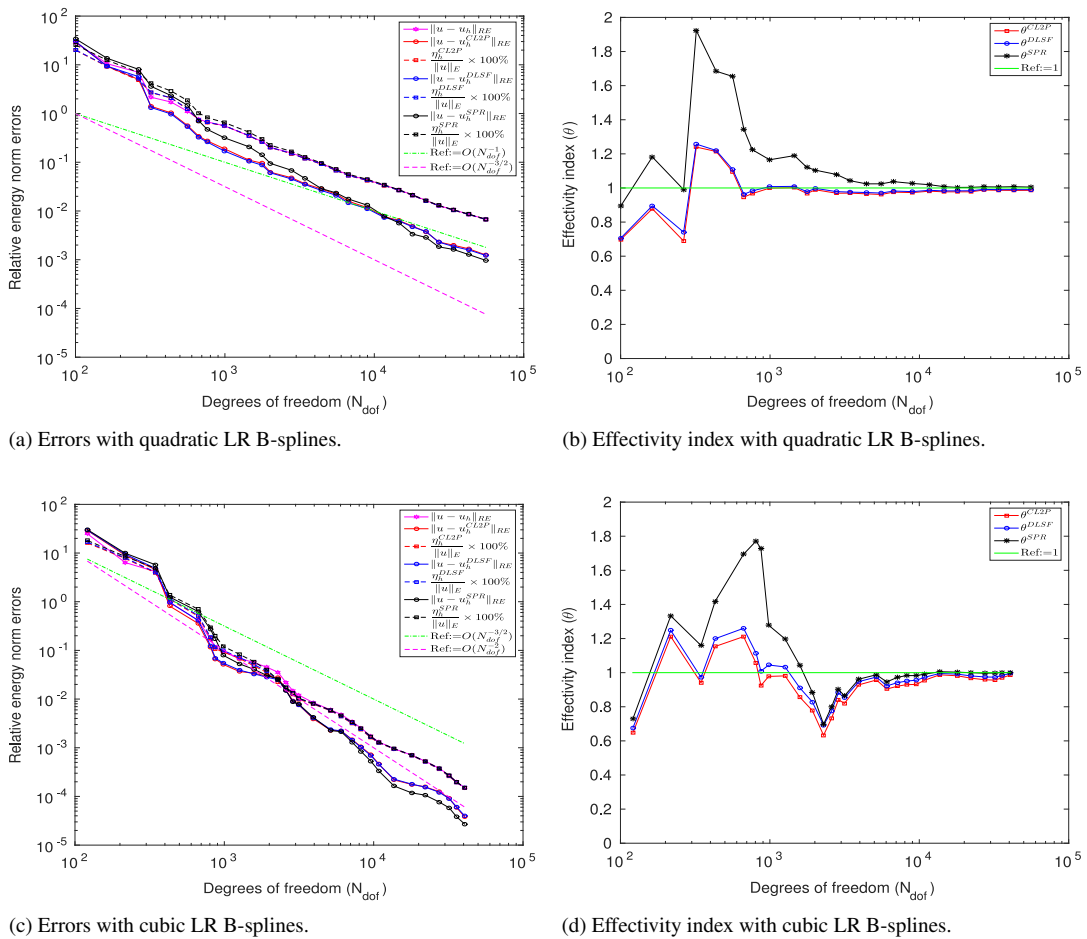 10^2
10^1
10^0
10^-1
10^-2
10^-3
10^-4
10^-5
Relative energy norm errors
10^2 10^3 10^4 10^5
Degrees of freedom (N_dof)
‖u − u_h‖_RE
‖u − u_h^CL2P‖_RE
η_h^CL2P/‖u‖_E × 100%
‖u − u_h^DLSF‖_RE
η_h^DLSF/‖u‖_E × 100%
‖u − u_h^SPR‖_RE
η_h^SPR/‖u‖_E × 100%
Ref:=O(N_dof^-1)
Ref:=O(N_dof^-3/2)
(a) Errors with quadratic LR B-splines.
2
1.8
1.6
1.4
1.2
1
0.8
0.6
0.4
0.2
0
Effectivity index (θ)
10^2 10^3 10^4 10^5
Degrees of freedom (N_dof)
θ^CL2P
θ^DLSF
θ^SPR
Ref:=1
(b) Effectivity index with quadratic LR B-splines.
10^2
10^1
10^0
10^-1
10^-2
10^-3
10^-4
10^-5
Relative energy norm errors
10^2 10^3 10^4 10^5
Degrees of freedom (N_dof)
‖u − u_h‖_RE
‖u − u_h^CL2P‖_RE
η_h^CL2P/‖u‖_E × 100%
‖u − u_h^DLSF‖_RE
η_h^DLSF/‖u‖_E × 100%
‖u − u_h^SPR‖_RE
η_h^SPR/‖u‖_E × 100%
Ref:=O(N_dof^-3/2)
Ref:=O(N_dof^-2)
(c) Errors with cubic LR B-splines.
2
1.8
1.6
1.4
1.2
1
0.8
0.6
0.4
0.2
0
Effectivity index (θ)
10^2 10^3 10^4 10^5
Degrees of freedom (N_dof)
θ^CL2P
θ^DLSF
θ^SPR
Ref:=1
(d) Effectivity index with cubic LR B-splines.